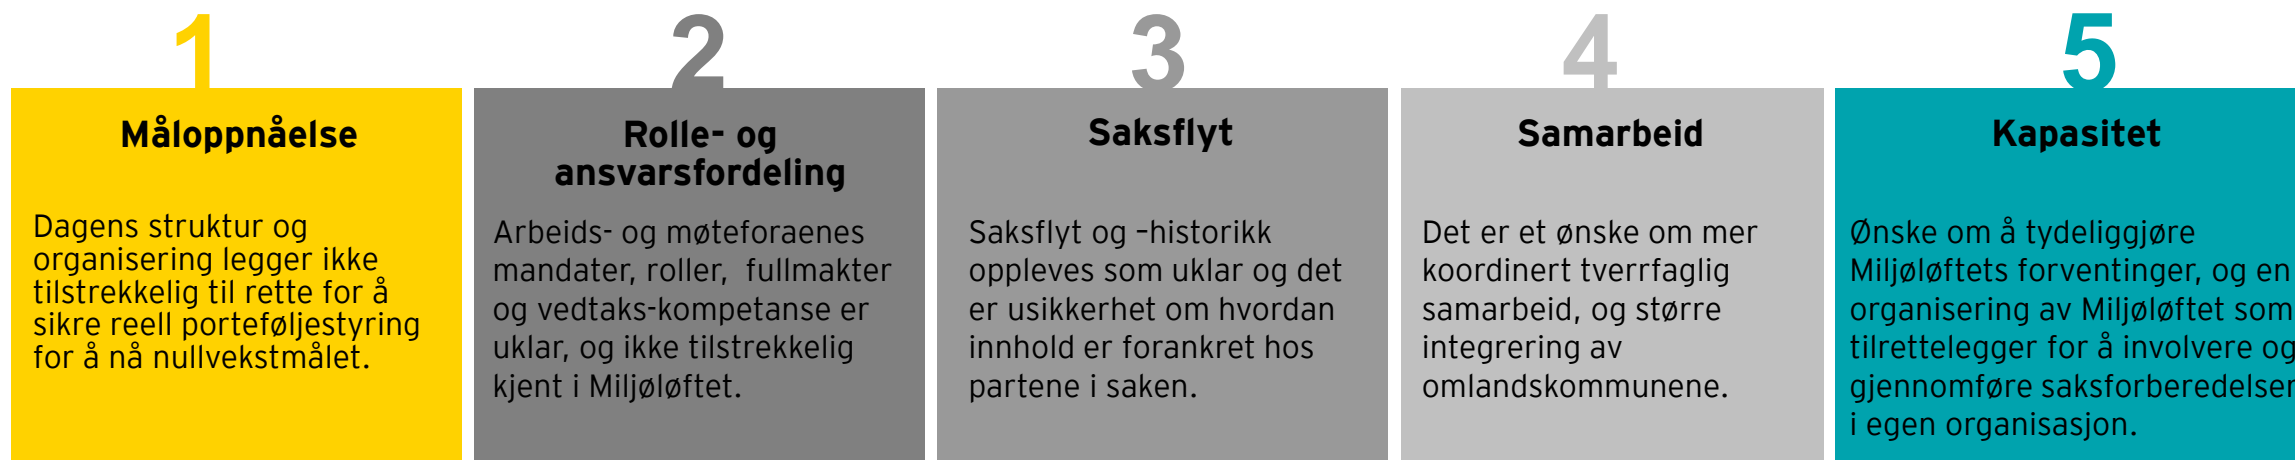 1
Måloppnåelse
Dagens struktur og
organisering legger ikke
tilstrekkelig til rette for å
sikre reell porteføljestyring
for å nå nullvekstmålet.
2
Rolle- og
ansvarsfordeling
Arbeids- og møteforaenes
mandater, roller,  fullmakter
og vedtaks-kompetanse er
uklar, og ikke tilstrekkelig
kjent i Miljøløftet.
3
Saksflyt
Saksflyt og –historikk
oppleves som uklar og det
er usikkerhet om hvordan
innhold er forankret hos
partene i saken.
4
Samarbeid
Det er et ønske om mer
koordinert tverrfaglig
samarbeid, og større
integrering av
omlandskommunene.
5
Kapasitet
Ønske om å tydeliggjøre
Miljøløftets forventinger, og en
organisering av Miljøløftet som
tilrettelegger for å involvere og
gjennomføre saksforberedelser
i egen organisasjon.